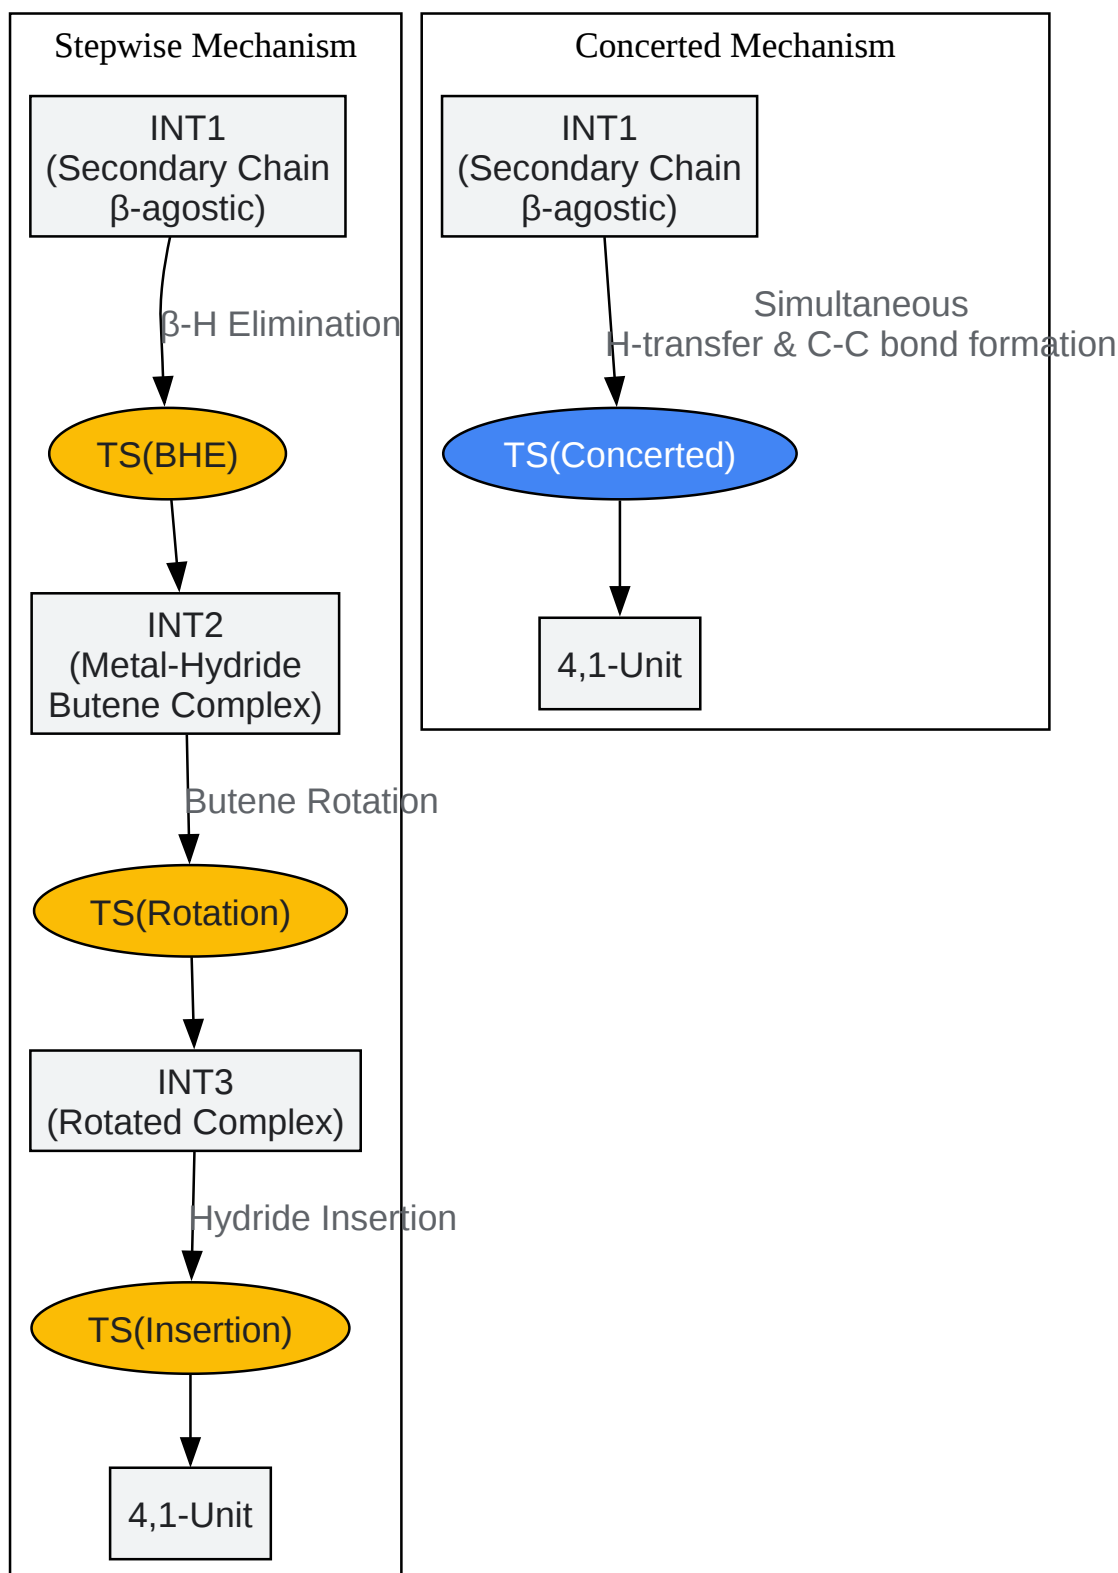 Stepwise Mechanism
INT1
(Secondary Chain
β-agostic)
β-H Elimination
TS(BHE)
INT2
(Metal-Hydride
Butene Complex)
Butene Rotation
TS(Rotation)
INT3
(Rotated Complex)
Hydride Insertion
TS(Insertion)
4,1-Unit
Concerted Mechanism
INT1
(Secondary Chain
β-agostic)
Simultaneous
H-transfer & C-C bond formation
TS(Concerted)
4,1-Unit